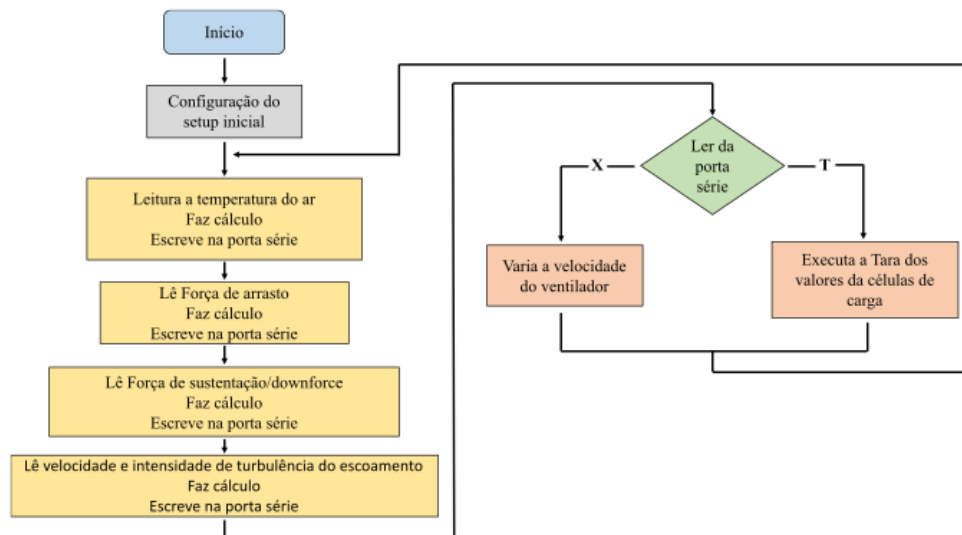 Início
Configuração do
setup inicial
Leitura a temperatura do ar
Faz cálculo
Escreve na porta série
Lê Força de arrasto
Faz cálculo
Escreve na porta série
Lê Força de sustentação/downforce
Faz cálculo
Escreve na porta série
Lê velocidade e intensidade de turbulência do escoamento
Faz cálculo
Escreve na porta série
Ler da
porta
série
X
T
Varia a velocidade
do ventilador
Executa a Tara dos
valores da células de
carga